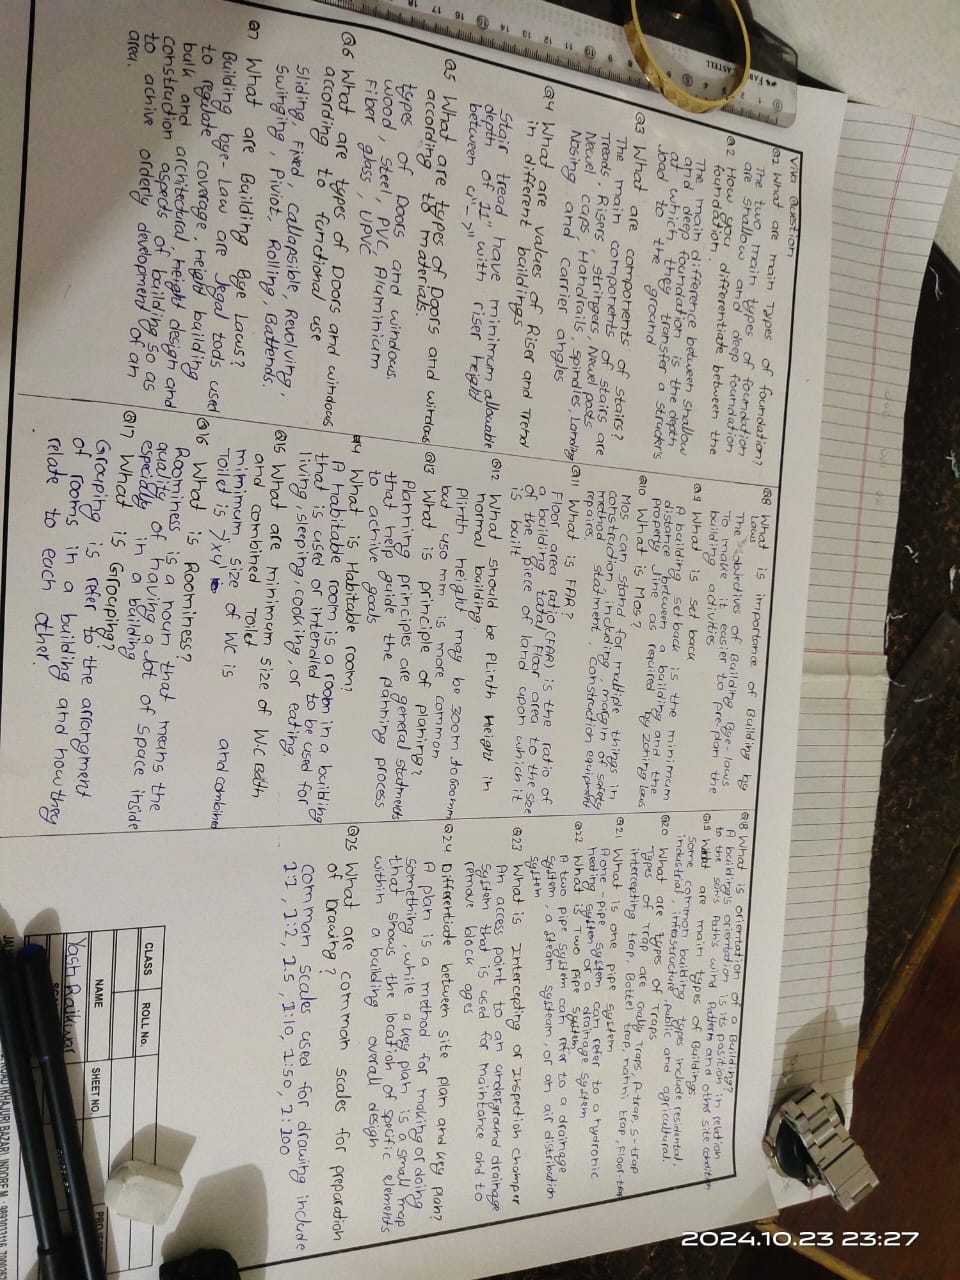 Viva Question
Q2 What are main Types of foundation?
The two main types of foundation
are shallow and deep foundation
Q2 How you differentiate between the
foundation.
The main difference between shallow
and deep foundation is the depth
at which they transfer a structer's
load to the ground
Q3 What are components of stairs?
The main components of stairs are
Treads, Risers, stringers, Newel posts
Newel caps, Handrails, spindles, Landing
Nosing and carrier angles
Q4 What are values of Riser and Trend
in different buildings
Stair tread have minimum allowable
depth of 11" with riser height
between 4"-7"
Q5 What are types of Doors and windows
according to materials.
types of Doors and windows.
wood, Steel, PVC, Aluminium
Fiber glass, UPVC
Q6 What are types of Doors and windows
according to functional use
Sliding, Fixed, Callapsible, Revolving,
Swinging, Piviot, Rolling, Battends.
Q7 What are Building Bye Laws?
Building bye-Law are legal tods used
to regulate coverage, height building
bulk and architectural, height design and
construction aspects of building so as
to achive orderly development of an
area.
Q8 What is importance of Building by
Laws
The objectives of Building Bye-laws
To make it easier to pre-plan the
building activities
Q9 What is set back
A building set back is the minimum
distance between a building and the
property line as required by zoning laws
Q10 What is Mos?
Mos can stand for multiple things in
construction, including, margin of safety
method statment, Construction equipment
repaires.
Q11 What is FAR?
Floor area ratio (FAR) is the ratio of
a building tatal Floor area to the size
of the piece of land upon which it
is built
Q12 What should be PLinth Height in
normal building.
Plinth height may be 300m to 600mm
but 450 mm is more common
Q13 What is principle of planing?
Planning principles are general statments
that help guide the planning process
to achive goals
Q14 What is Habitable room?
A habitable room is a room in a building
that is used or intended to be used for
living, sleeping, cooking, or eating.
Q15 What are minimum size of W.C Bath
and combined Toilet
mimimum size of WC is and combined
Toilet is 7'x4'
Q16 What is Roominess?
Roominess is a noun that means the
quality of having a lot of space inside
especially in a building
Q17 What is Grouping?
Grouping is refer to the arrangment
of rooms in a building and how they
relate to each other.
Q18 What is orientation of a Building?
A building's orientation is its position in relation
to the sun's Path's wind Pattern and other site condition
Q19 What are main types of Buildings.
Some common building types include residental,
industrial, infrastructure, public and agricultural.
Q20 What are types of Traps
Types of Trap are Gully Traps, P-trap, S-trap
intercepting trap, Bottel trap, nahni trap, Floor-trap
Q21 What is one pipe system
A one-pipe system can refer to a hydronic
heating system or a drainage system
Q22 What is Two Pipe System.
A two pipe system can refer to a drainage
system, a steam systeam, or an air distribution
system
Q23 What is Intercepting or Inspection champer
An access point to an underground drainage
system that is used for maintance and to
remove block ages
Q24 Differentiate between site plan and key plan?
A plan is a method for making or doing
something, while a key plan is a small map
that shows the location of specific elements
within a building overall design
Q25 What are comman scales for preparation
of Drawing?
comman scales used for drawing include
1:1, 1:2, 1.5, 1:10, 1:50, 1:100
CLASS ROLL No.
NAME SHEET NO.
Yash Raikwar
ROAD (KHAJURI BAZAR), INDORE M.: 9893033116
2024.10.23 23:27